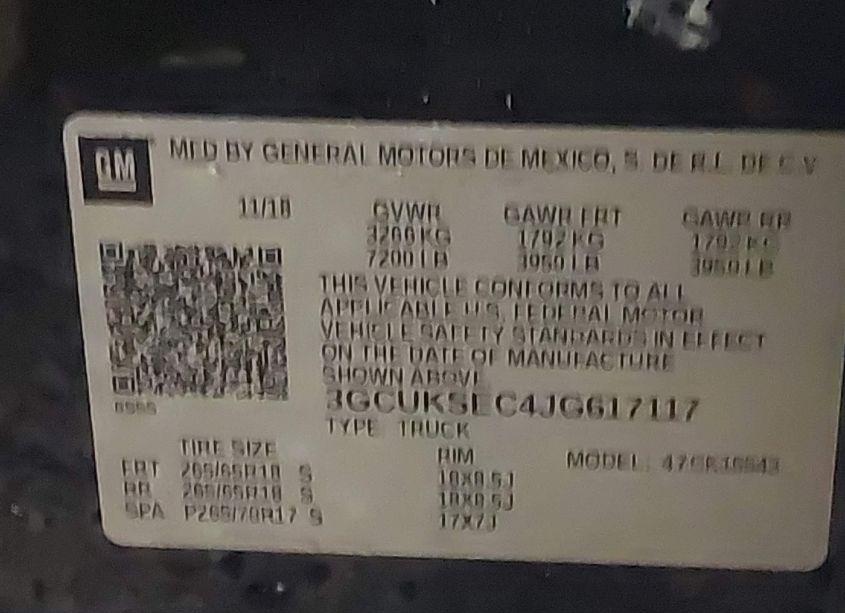 GM
MFD BY GENERAL MOTORS DE MEXICO, S. DE R.L. DE C.V
11/18 GVWR GAWR FRT GAWR RR
3266 KG 1792 KG 1792 KG
7200 LB 3950 LB 3950 LB
THIS VEHICLE CONFORMS TO ALL
APPLICABLE U.S. FEDERAL MOTOR
VEHICLE SAFETY STANDARDS IN EFFECT
ON THE DATE OF MANUFACTURE
SHOWN ABOVE
3GCUKSEC4JG617117
TYPE: TRUCK
TIRE SIZE RIM MODEL:
FRT 265/65R18 S 18X8.5J
RR 265/65R18 S 18X8.5J
SPA P265/70R17 S 17X7J